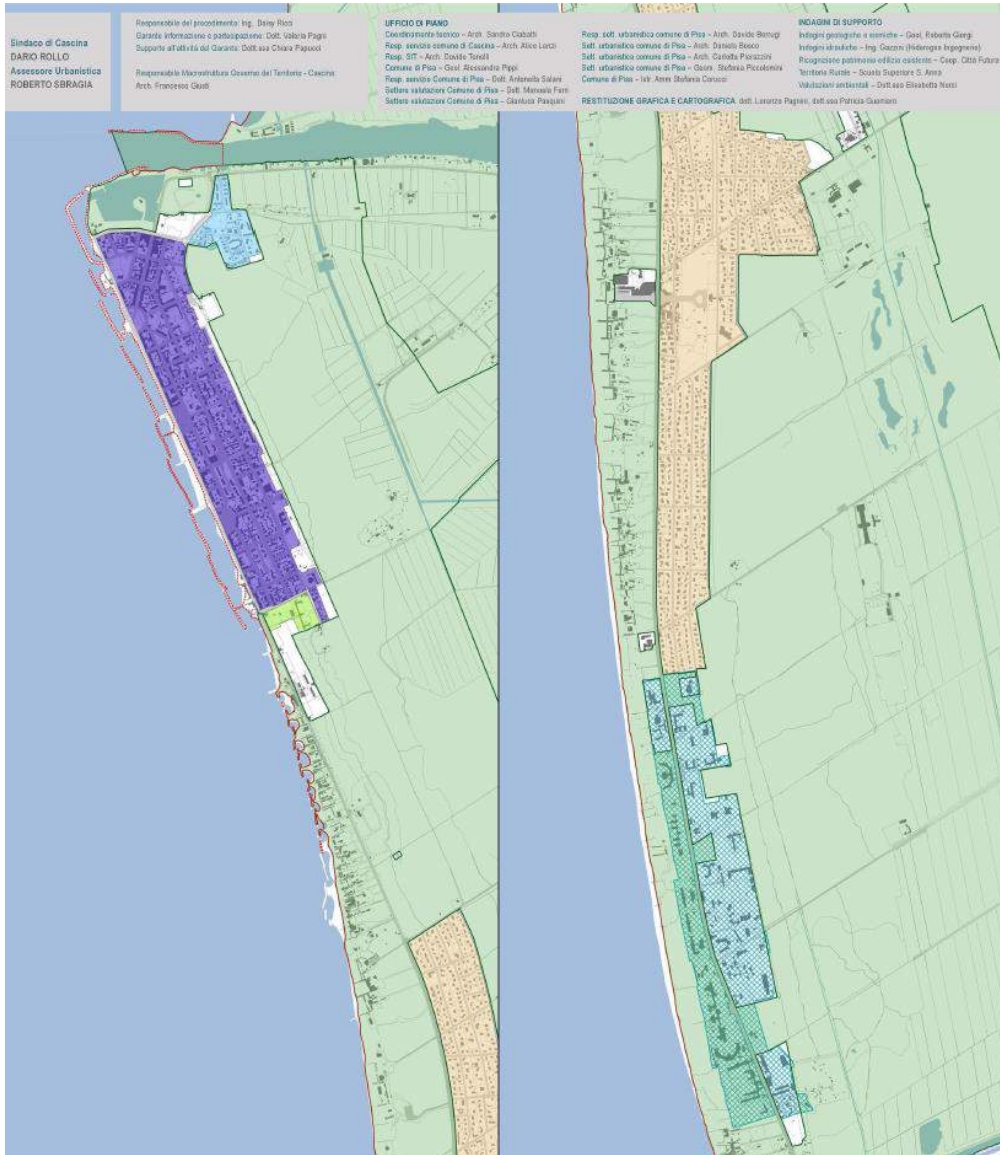 Sindaco di Cascina
DARIO ROLLO
Assessore Urbanistica
ROBERTO SBRAGIA
Responsabile del procedimento: Ing. Daisy Ricci
Garante informazione e partecipazione: Dott. Valeria Pagni
Supporto all'attività del Garante: Dott.ssa Chiara Papucci
Responsabile Macrostruttura Governo del Territorio - Cascina
Arch. Francesco Giusti
UFFICIO DI PIANO
Coordinamento tecnico – Arch. Sandro Ciabatti
Resp. servizio comune di Cascina – Arch. Alice Lenzi
Resp. SIT – Arch. Davide Tonelli
Comune di Pisa – Geol. Alessandra Pippi
Resp. servizio Comune di Pisa – Dott. Antonella Salani
Settore valutazioni Comune di Pisa – Dott. Manuela Ferri
Settore valutazioni Comune di Pisa – Gianluca Pasquini
Resp. sott. urbanistica comune di Pisa – Arch. Davide Berrugi
Sett. urbanistica comune di Pisa – Arch. Daniela Bosco
Sett. urbanistica comune di Pisa – Arch. Carlotta Pierazzini
Sett. urbanistica comune di Pisa – Geom. Stefania Piccolomini
Comune di Pisa – Istr. Amm Stefania Corucci
RESTITUZIONE GRAFICA E CARTOGRAFICA dott. Lorenzo Pagnini, dott.ssa Patricia Guerriero
INDAGINI DI SUPPORTO
Indagini geologiche e sismiche – Geol. Roberta Giorgi
Indagini idrauliche – Ing. Gazzini (Hidrogeo Ingegneria)
Ricognizione patrimonio edilizio esistente – Coop. Città Futura
Territorio Rurale – Scuola Superiore S. Anna
Valutazioni ambientali – Dott.ssa Elisabetta Norci